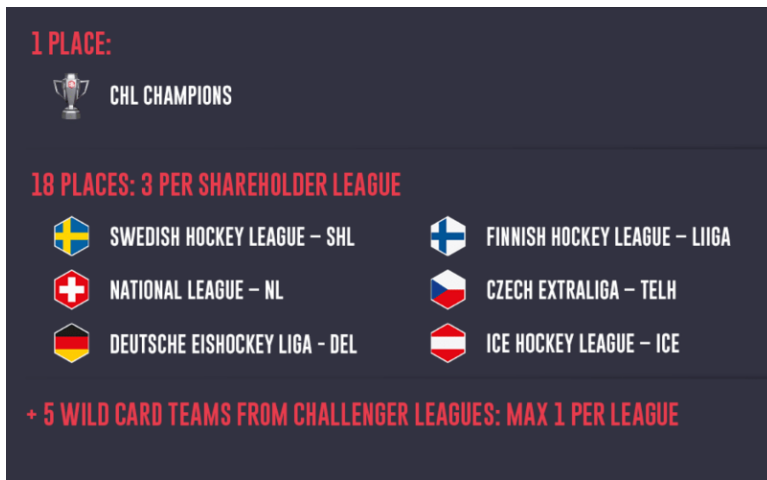 1 PLACE:
CHL CHAMPIONS
18 PLACES: 3 PER SHAREHOLDER LEAGUE
SWEDISH HOCKEY LEAGUE – SHL
FINNISH HOCKEY LEAGUE – LIIGA
NATIONAL LEAGUE – NL
CZECH EXTRALIGA – TELH
DEUTSCHE EISHOCKEY LIGA - DEL
ICE HOCKEY LEAGUE – ICE
+ 5 WILD CARD TEAMS FROM CHALLENGER LEAGUES: MAX 1 PER LEAGUE